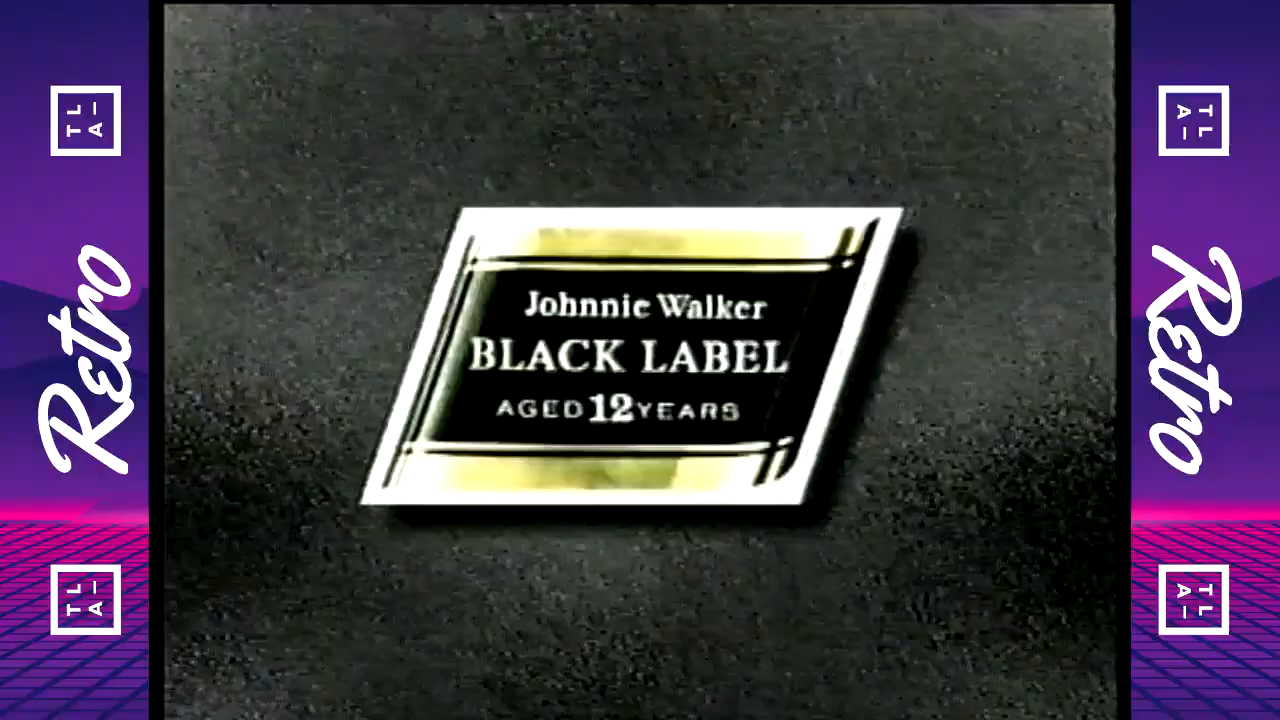 TL
A–
Retro
TL
A–
Johnnie Walker
BLACK LABEL
AGED 12 YEARS
TL
A–
Retro
TL
A–